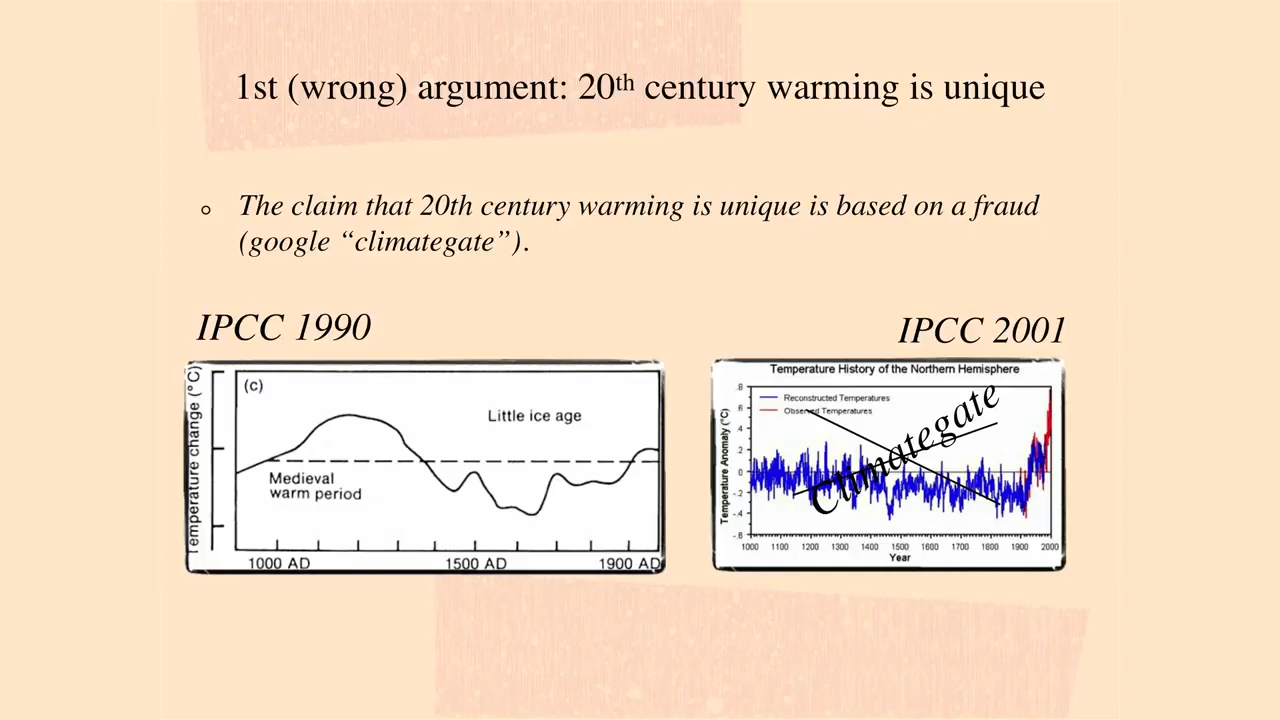 1st (wrong) argument: 20th century warming is unique
The claim that 20th century warming is unique is based on a fraud
(google “climategate”).
IPCC 1990
IPCC 2001
Temperature change (° C)
(c)
Little ice age
Medieval
warm period
1000 AD
1500 AD
1900 AD
Temperature History of the Northern Hemisphere
Reconstructed Temperatures
Observed Temperatures
Climategate
Temperature Anomaly (°C)
.8
.6
.4
.2
0
-.2
-.4
-.6
1000 1100 1200 1300 1400 1500 1600 1700 1800 1900 2000
Year